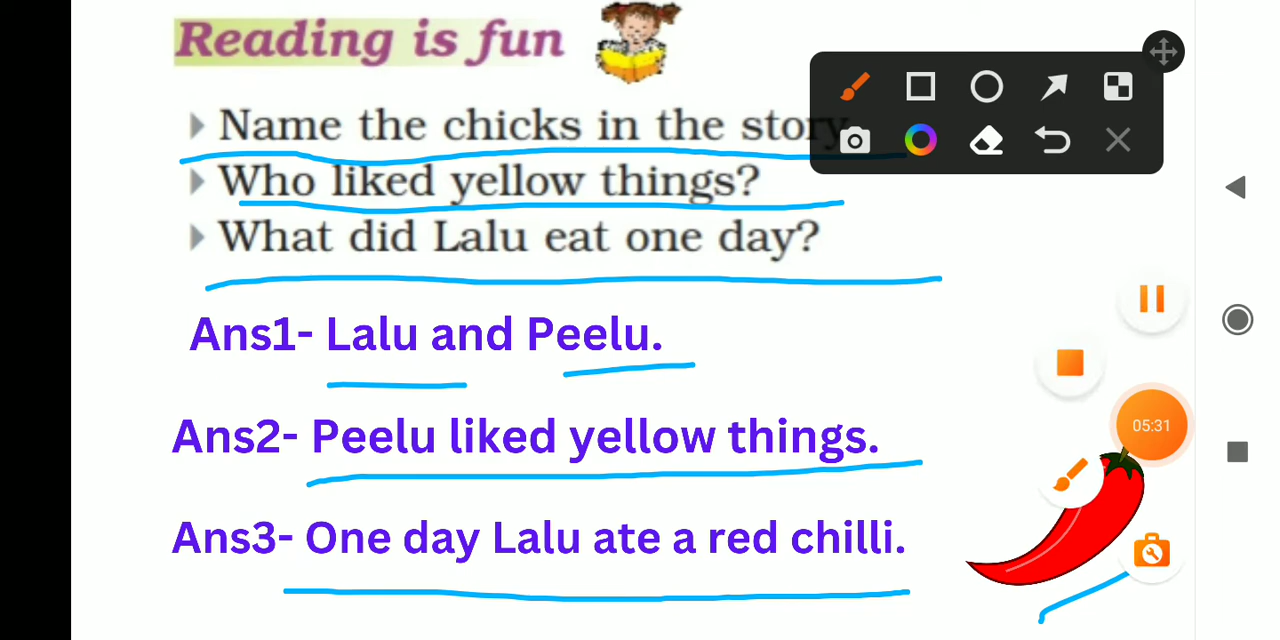 Reading is fun
Name the chicks in the story
Who liked yellow things?
What did Lalu eat one day?
Ans1- Lalu and Peelu.
Ans2- Peelu liked yellow things.
05:31
Ans3- One day Lalu ate a red chilli.